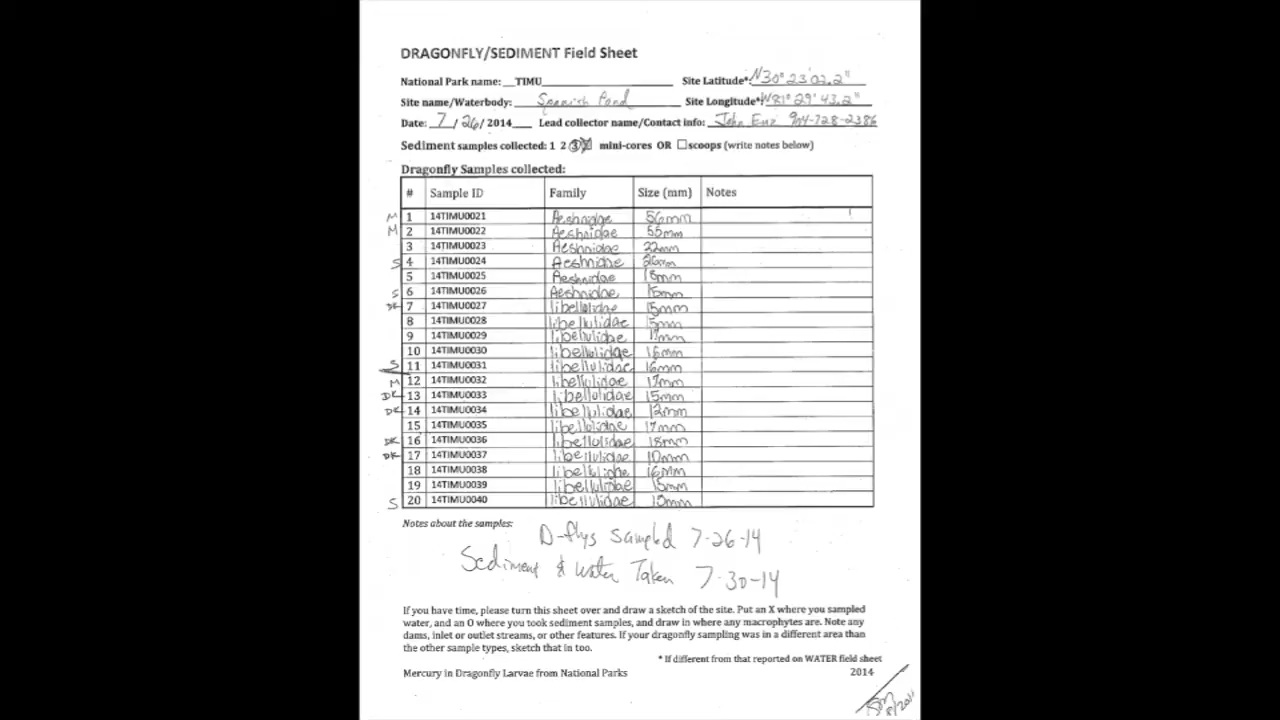 DRAGONFLY/SEDIMENT Field Sheet
National Park name: __TIMU__ Site Latitude*: N30° 23' 02.2"
Site name/Waterbody: Spanish Pond Site Longitude*: W81° 29' 43.2"
Date: 7 / 26 / 2014 Lead collector name/Contact info: John 904-728-2386
Sediment samples collected: 1 2 3 mini-cores OR ☐scoops (write notes below)
Dragonfly Samples collected:
# Sample ID Family Size (mm) Notes
M 1 14TIMU0021 Aeshnidae 56mm
M 2 14TIMU0022 Aeshnidae 55mm
3 14TIMU0023 Aeshnidae 22mm
S 4 14TIMU0024 Aeshnidae 26mm
5 14TIMU0025 Aeshnidae 18mm
S 6 14TIMU0026 Aeshnidae 15mm
DK 7 14TIMU0027 libellulidae 15mm
8 14TIMU0028 libellulidae 15mm
9 14TIMU0029 libellulidae 17mm
10 14TIMU0030 libellulidae 16mm
S 11 14TIMU0031 libellulidae 16mm
M 12 14TIMU0032 libellulidae 17mm
DK 13 14TIMU0033 libellulidae 15mm
DK 14 14TIMU0034 libellulidae 12mm
15 14TIMU0035 libellulidae 17mm
DK 16 14TIMU0036 libellulidae 18mm
DK 17 14TIMU0037 libellulidae 10mm
18 14TIMU0038 libellulidae 16mm
19 14TIMU0039 libellulidae 15mm
S 20 14TIMU0040 libellulidae 15mm
Notes about the samples:
D-flys sampled 7-26-14
Sediment & water Taken 7-30-14
If you have time, please turn this sheet over and draw a sketch of the site. Put an X where you sampled
water, and an O where you took sediment samples, and draw in where any macrophytes are. Note any
dams, inlet or outlet streams, or other features. If your dragonfly sampling was in a different area than
the other sample types, sketch that in too.
* If different from that reported on WATER field sheet
Mercury in Dragonfly Larvae from National Parks 2014